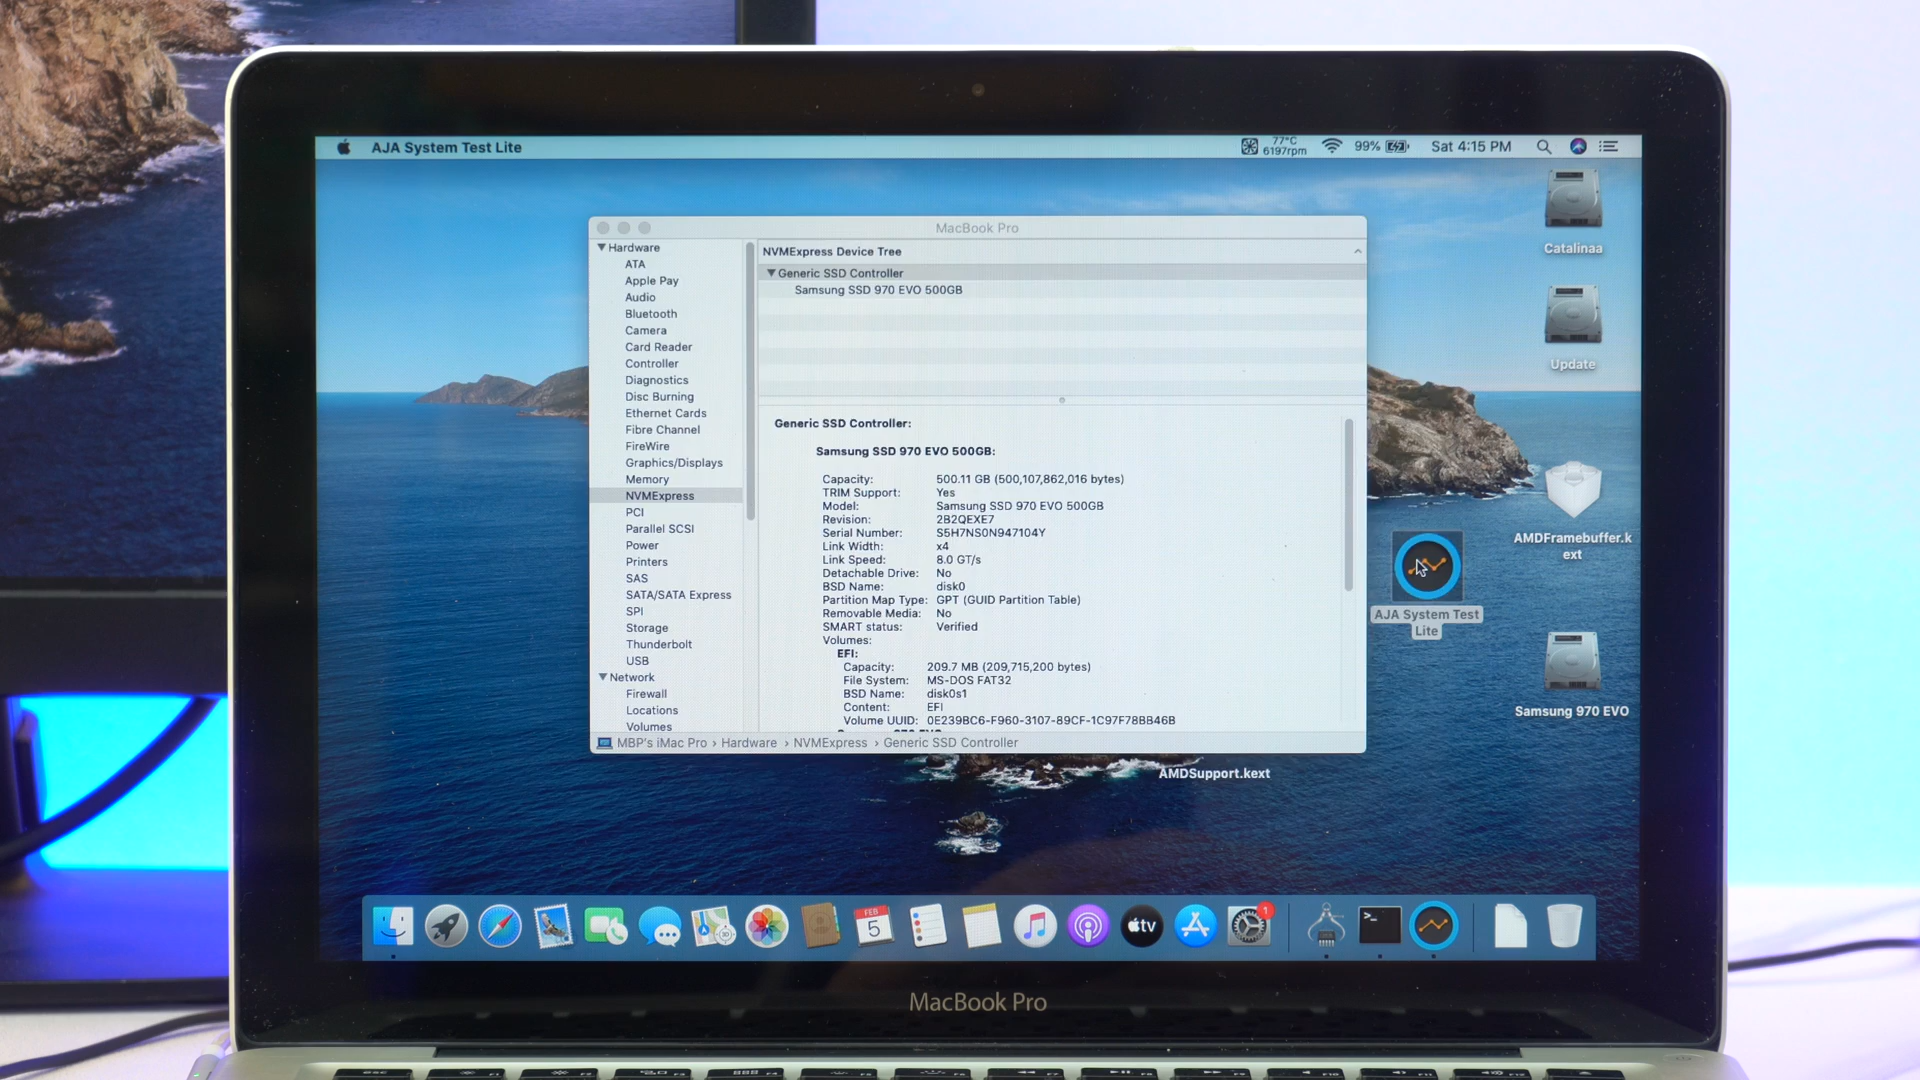 AJA System Test Lite
77°C
6197rpm
99%
Sat 4:15 PM
MacBook Pro
Hardware
ATA
Apple Pay
Audio
Bluetooth
Camera
Card Reader
Controller
Diagnostics
Disc Burning
Ethernet Cards
Fibre Channel
FireWire
Graphics/Displays
Memory
NVMExpress
PCI
Parallel SCSI
Power
Printers
SAS
SATA/SATA Express
SPI
Storage
Thunderbolt
USB
Network
Firewall
Locations
Volumes
NVMExpress Device Tree
Generic SSD Controller
Samsung SSD 970 EVO 500GB
Generic SSD Controller:
Samsung SSD 970 EVO 500GB:
Capacity: 500.11 GB (500,107,862,016 bytes)
TRIM Support: Yes
Model: Samsung SSD 970 EVO 500GB
Revision: 2B2QEXE7
Serial Number: S5H7NS0N947104Y
Link Width: x4
Link Speed: 8.0 GT/s
Detachable Drive: No
BSD Name: disk0
Partition Map Type: GPT (GUID Partition Table)
Removable Media: No
SMART status: Verified
Volumes:
EFI:
Capacity: 209.7 MB (209,715,200 bytes)
File System: MS-DOS FAT32
BSD Name: disk0s1
Content: EFI
Volume UUID: 0E239BC6-F960-3107-89CF-1C97F78BB46B
MBP's iMac Pro › Hardware › NVMExpress › Generic SSD Controller
Catalinaa
Update
AMDFramebuffer.k
ext
AJA System Test
Lite
Samsung 970 EVO
AMDSupport.kext
FEB
5
tv
1
>_
MacBook Pro
esc